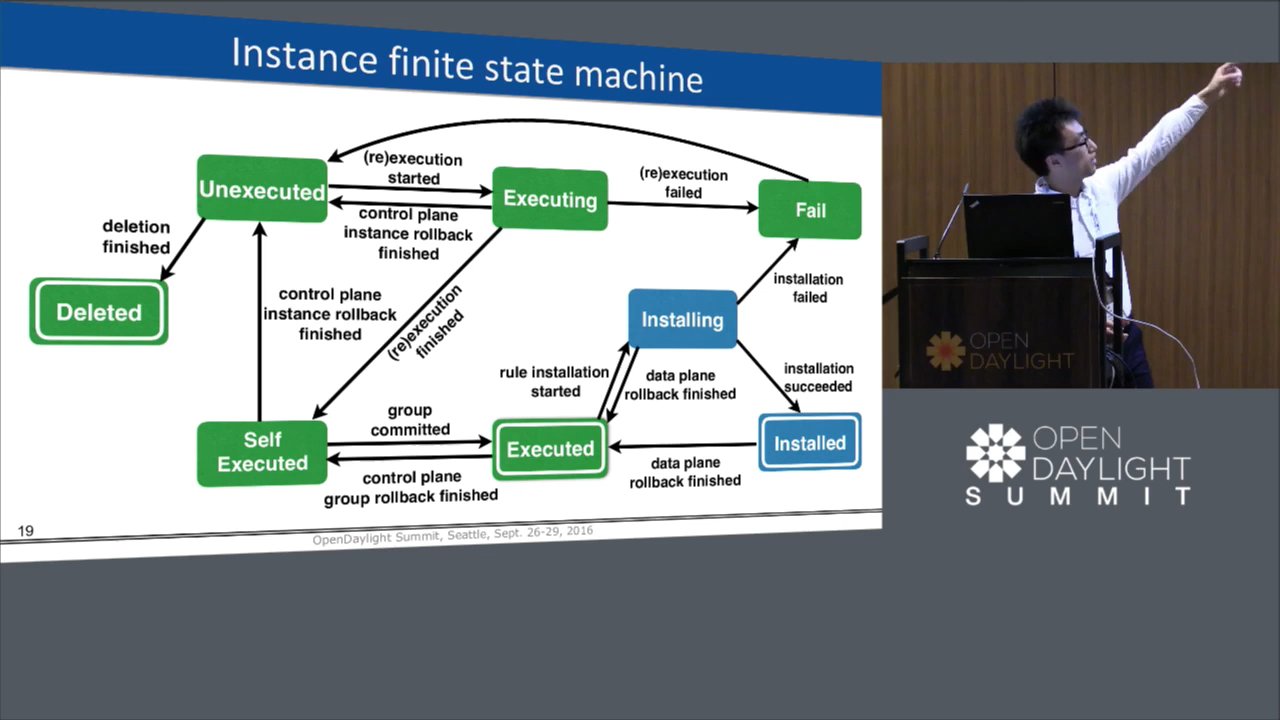 Instance finite state machine
(re)execution
started
(re)execution
failed
Unexecuted
Executing
Fail
control plane
instance rollback
finished
deletion
finished
Deleted
control plane
instance rollback
finished
(re)execution
finished
Installing
installation
failed
rule installation
started
data plane
rollback finished
installation
succeeded
Self
Executed
group
committed
control plane
group rollback finished
Executed
data plane
rollback finished
Installed
19
OpenDaylight Summit, Seattle, Sept. 26-29, 2016
OPEN
DAYLIGHT
OPEN
DAYLIGHT
SUMMIT